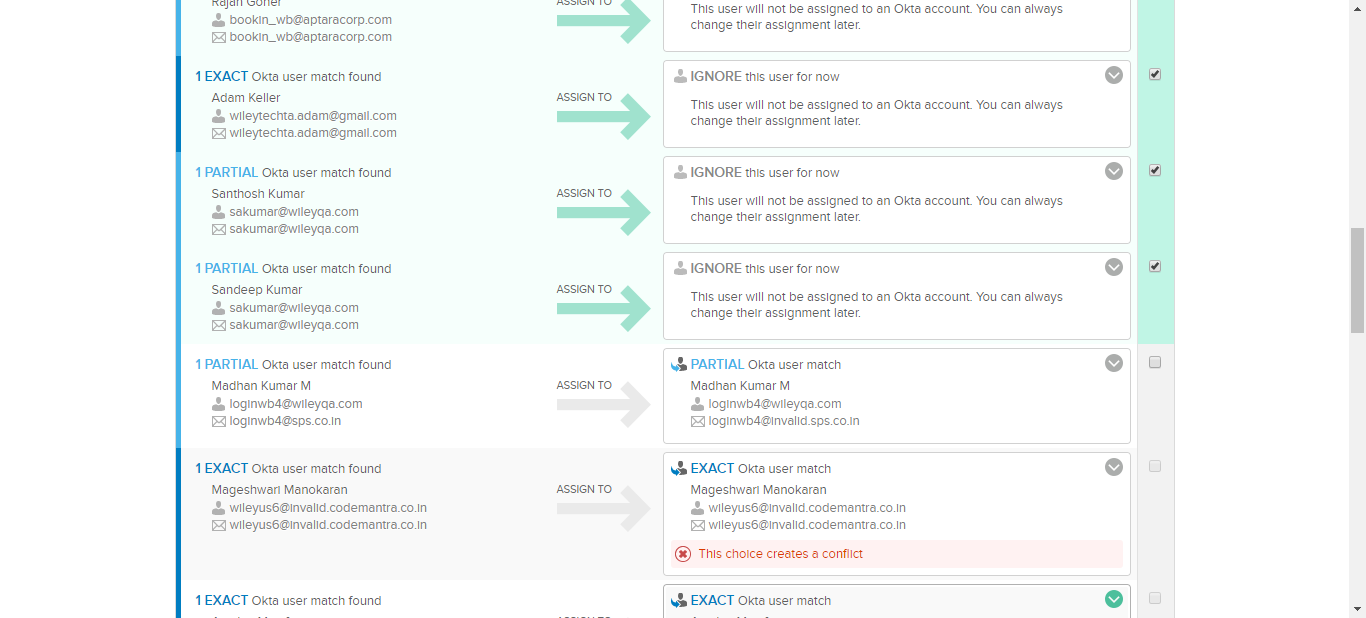 Rajan Goher
bookin_wb@aptaracorp.com
bookin_wb@aptaracorp.com
ASSIGN TO
This user will not be assigned to an Okta account. You can always
change their assignment later.
1 EXACT Okta user match found
Adam Keller
wileytechta.adam@gmail.com
wileytechta.adam@gmail.com
ASSIGN TO
IGNORE this user for now
This user will not be assigned to an Okta account. You can always
change their assignment later.
1 PARTIAL Okta user match found
Santhosh Kumar
sakumar@wileyqa.com
sakumar@wileyqa.com
ASSIGN TO
IGNORE this user for now
This user will not be assigned to an Okta account. You can always
change their assignment later.
1 PARTIAL Okta user match found
Sandeep Kumar
sakumar@wileyqa.com
sakumar@wileyqa.com
ASSIGN TO
IGNORE this user for now
This user will not be assigned to an Okta account. You can always
change their assignment later.
1 PARTIAL Okta user match found
Madhan Kumar M
loginwb4@wileyqa.com
loginwb4@sps.co.in
ASSIGN TO
PARTIAL Okta user match
Madhan Kumar M
loginwb4@wileyqa.com
loginwb4@invalid.sps.co.in
1 EXACT Okta user match found
Mageshwari Manokaran
wileyus6@invalid.codemantra.co.in
wileyus6@invalid.codemantra.co.in
ASSIGN TO
EXACT Okta user match
Mageshwari Manokaran
wileyus6@invalid.codemantra.co.in
wileyus6@invalid.codemantra.co.in
This choice creates a conflict
1 EXACT Okta user match found
ASSIGN TO
EXACT Okta user match